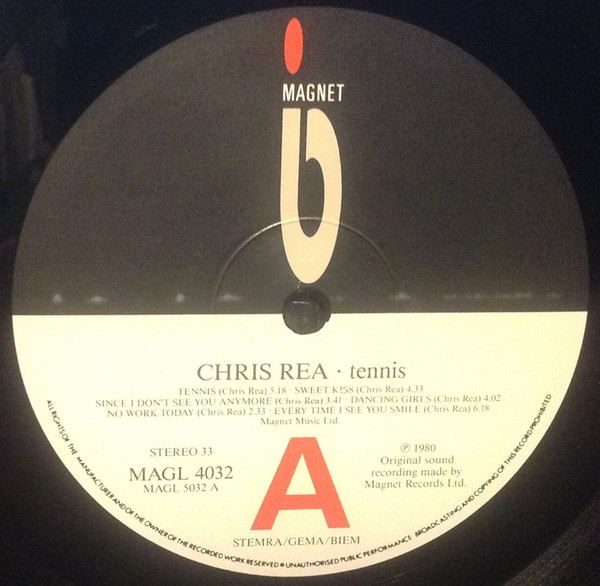 MAGNET
CHRIS REA · tennis
TENNIS (Chris Rea) 5.18 · SWEET KISS (Chris Rea) 4.33
SINCE I DON'T SEE YOU ANYMORE (Chris Rea) 3.41 · DANCING GIRLS (Chris Rea) 4.02
NO WORK TODAY (Chris Rea) 2.33 · EVERY TIME I SEE YOU SMILE (Chris Rea) 6.18
Magnet Music Ltd.
STEREO 33
MAGL 4032
MAGL 5032 A
A
℗ 1980
Original sound
recording made by
Magnet Records Ltd.
STEMRA/GEMA/BIEM
ALL RIGHTS OF THE MANUFACTURER AND OF THE OWNER OF THE RECORDED WORK RESERVED ● UNAUTHORISED PUBLIC PERFORMANCE BROADCASTING AND COPYING OF THIS RECORD PROHIBITED